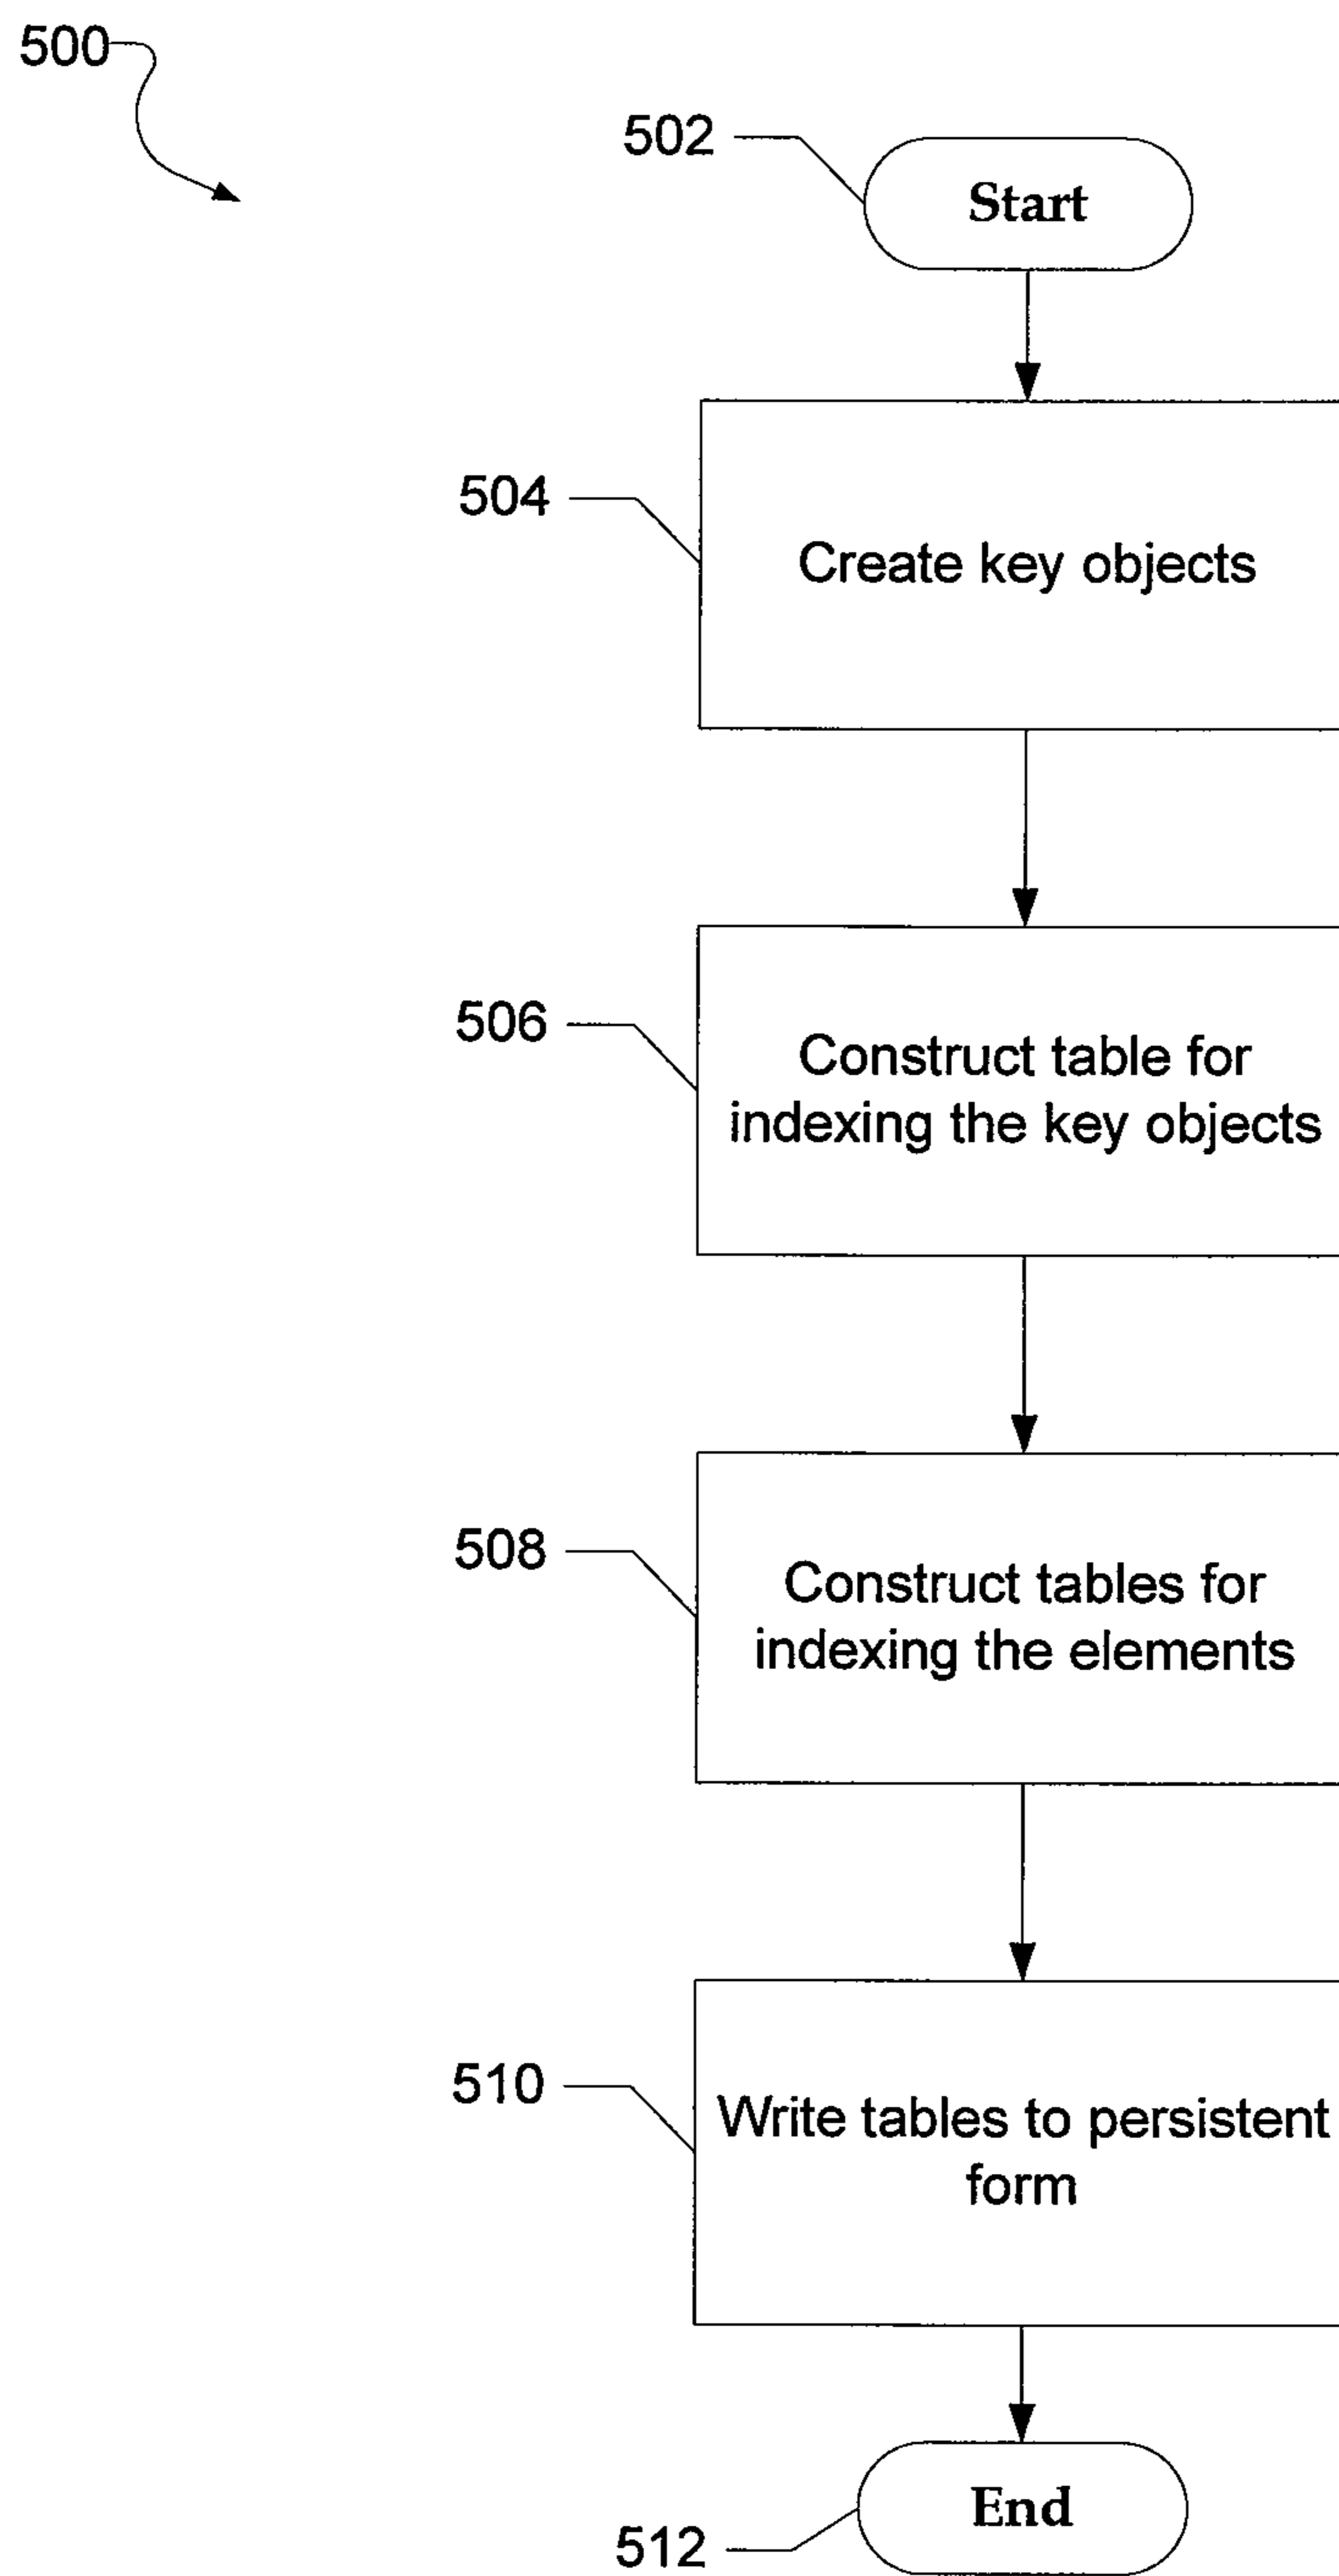 500
502
Start
504
Create key objects
506
Construct table for
indexing the key objects
508
Construct tables for
indexing the elements
510
Write tables to persistent
form
End
512